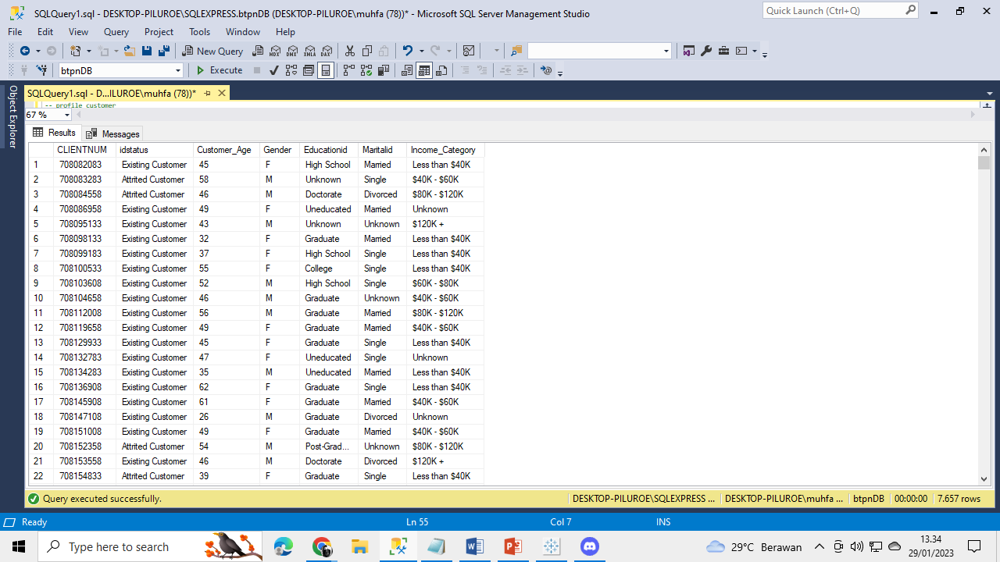 SQLQuery1.sql - DESKTOP-PILUROE\SQLEXPRESS.btpnDB (DESKTOP-PILUROE\muhfa (78))* - Microsoft SQL Server Management Studio
Quick Launch (Ctrl+Q)
File Edit View Query Project Tools Window Help
New Query MDX DMX XMLA DAX
btpnDB Execute
Object Explorer
SQLQuery1.sql - D...ILUROE\muhfa (78))*
-- profile customer
67 %
Results Messages
CLIENTNUM idstatus Customer_Age Gender Educationid Maritalid Income_Category
1 708082083 Existing Customer 45 F High School Married Less than $40K
2 708083283 Attrited Customer 58 M Unknown Single $40K - $60K
3 708084558 Attrited Customer 46 M Doctorate Divorced $80K - $120K
4 708086958 Existing Customer 49 F Uneducated Married Unknown
5 708095133 Existing Customer 43 M Unknown Unknown $120K +
6 708098133 Existing Customer 32 F Graduate Married Less than $40K
7 708099183 Existing Customer 37 F High School Single Less than $40K
8 708100533 Existing Customer 55 F College Single Less than $40K
9 708103608 Existing Customer 52 M High School Single $60K - $80K
10 708104658 Existing Customer 46 M Graduate Unknown $40K - $60K
11 708112008 Existing Customer 56 M Graduate Married $80K - $120K
12 708119658 Existing Customer 49 F Graduate Married $40K - $60K
13 708129933 Existing Customer 45 F Graduate Single Less than $40K
14 708132783 Existing Customer 47 F Uneducated Single Unknown
15 708134283 Existing Customer 35 M Uneducated Married Less than $40K
16 708136908 Existing Customer 62 F Graduate Single Less than $40K
17 708145908 Existing Customer 61 F Graduate Married $40K - $60K
18 708147108 Existing Customer 26 M Graduate Divorced Unknown
19 708151008 Existing Customer 49 F Graduate Married $40K - $60K
20 708152358 Attrited Customer 54 M Post-Grad... Unknown $80K - $120K
21 708153558 Existing Customer 46 M Doctorate Divorced $120K +
22 708154833 Attrited Customer 39 F Graduate Single Less than $40K
Query executed successfully. DESKTOP-PILUROE\SQLEXPRESS ... DESKTOP-PILUROE\muhfa ... btpnDB 00:00:00 7.657 rows
Ready Ln 55 Col 7 INS
Type here to search
29°C Berawan
13.34
29/01/2023